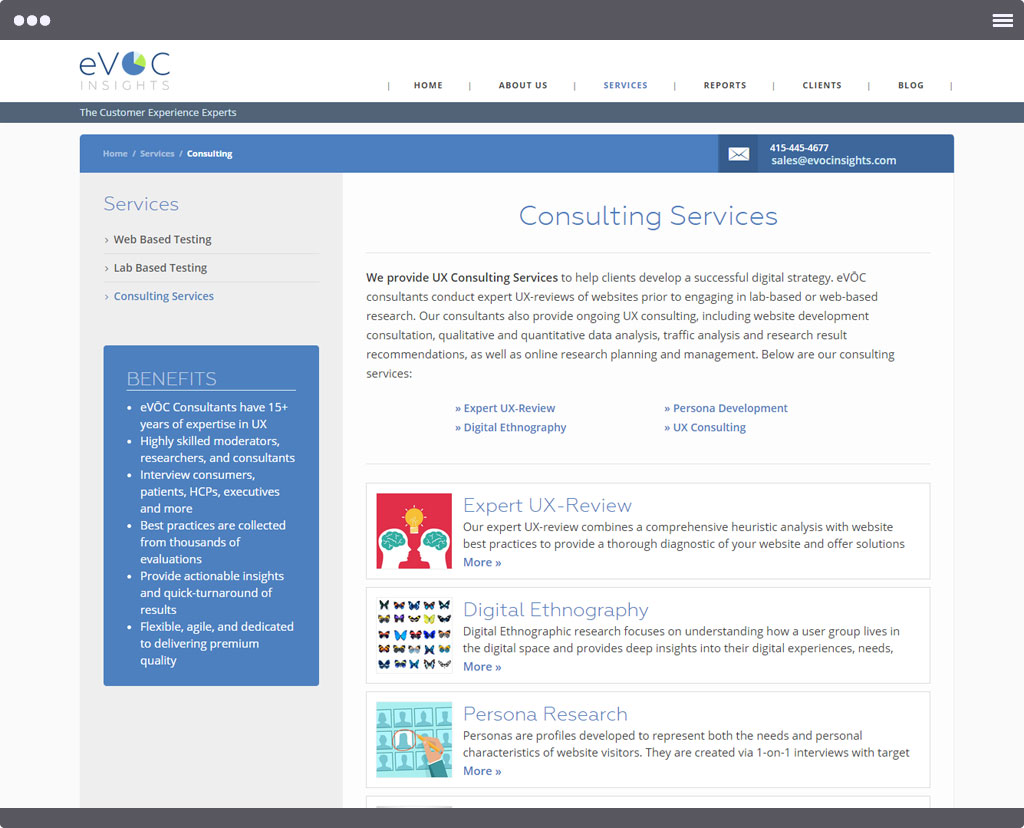 eVOC
INSIGHTS
| HOME | ABOUT US | SERVICES | REPORTS | CLIENTS | BLOG |
The Customer Experience Experts
Home / Services / Consulting
415-445-4677
sales@evocinsights.com
Services
› Web Based Testing
› Lab Based Testing
› Consulting Services
BENEFITS
• eVŌC Consultants have 15+
years of expertise in UX
• Highly skilled moderators,
researchers, and consultants
• Interview consumers,
patients, HCPs, executives
and more
• Best practices are collected
from thousands of
evaluations
• Provide actionable insights
and quick-turnaround of
results
• Flexible, agile, and dedicated
to delivering premium
quality
Consulting Services
We provide UX Consulting Services to help clients develop a successful digital strategy. eVŌC
consultants conduct expert UX-reviews of websites prior to engaging in lab-based or web-based
research. Our consultants also provide ongoing UX consulting, including website development
consultation, qualitative and quantitative data analysis, traffic analysis and research result
recommendations, as well as online research planning and management. Below are our consulting
services:
» Expert UX-Review
» Digital Ethnography
» Persona Development
» UX Consulting
Expert UX-Review
Our expert UX-review combines a comprehensive heuristic analysis with website
best practices to provide a thorough diagnostic of your website and offer solutions
More »
Digital Ethnography
Digital Ethnographic research focuses on understanding how a user group lives in
the digital space and provides deep insights into their digital experiences, needs,
More »
Persona Research
Personas are profiles developed to represent both the needs and personal
characteristics of website visitors. They are created via 1-on-1 interviews with target
More »